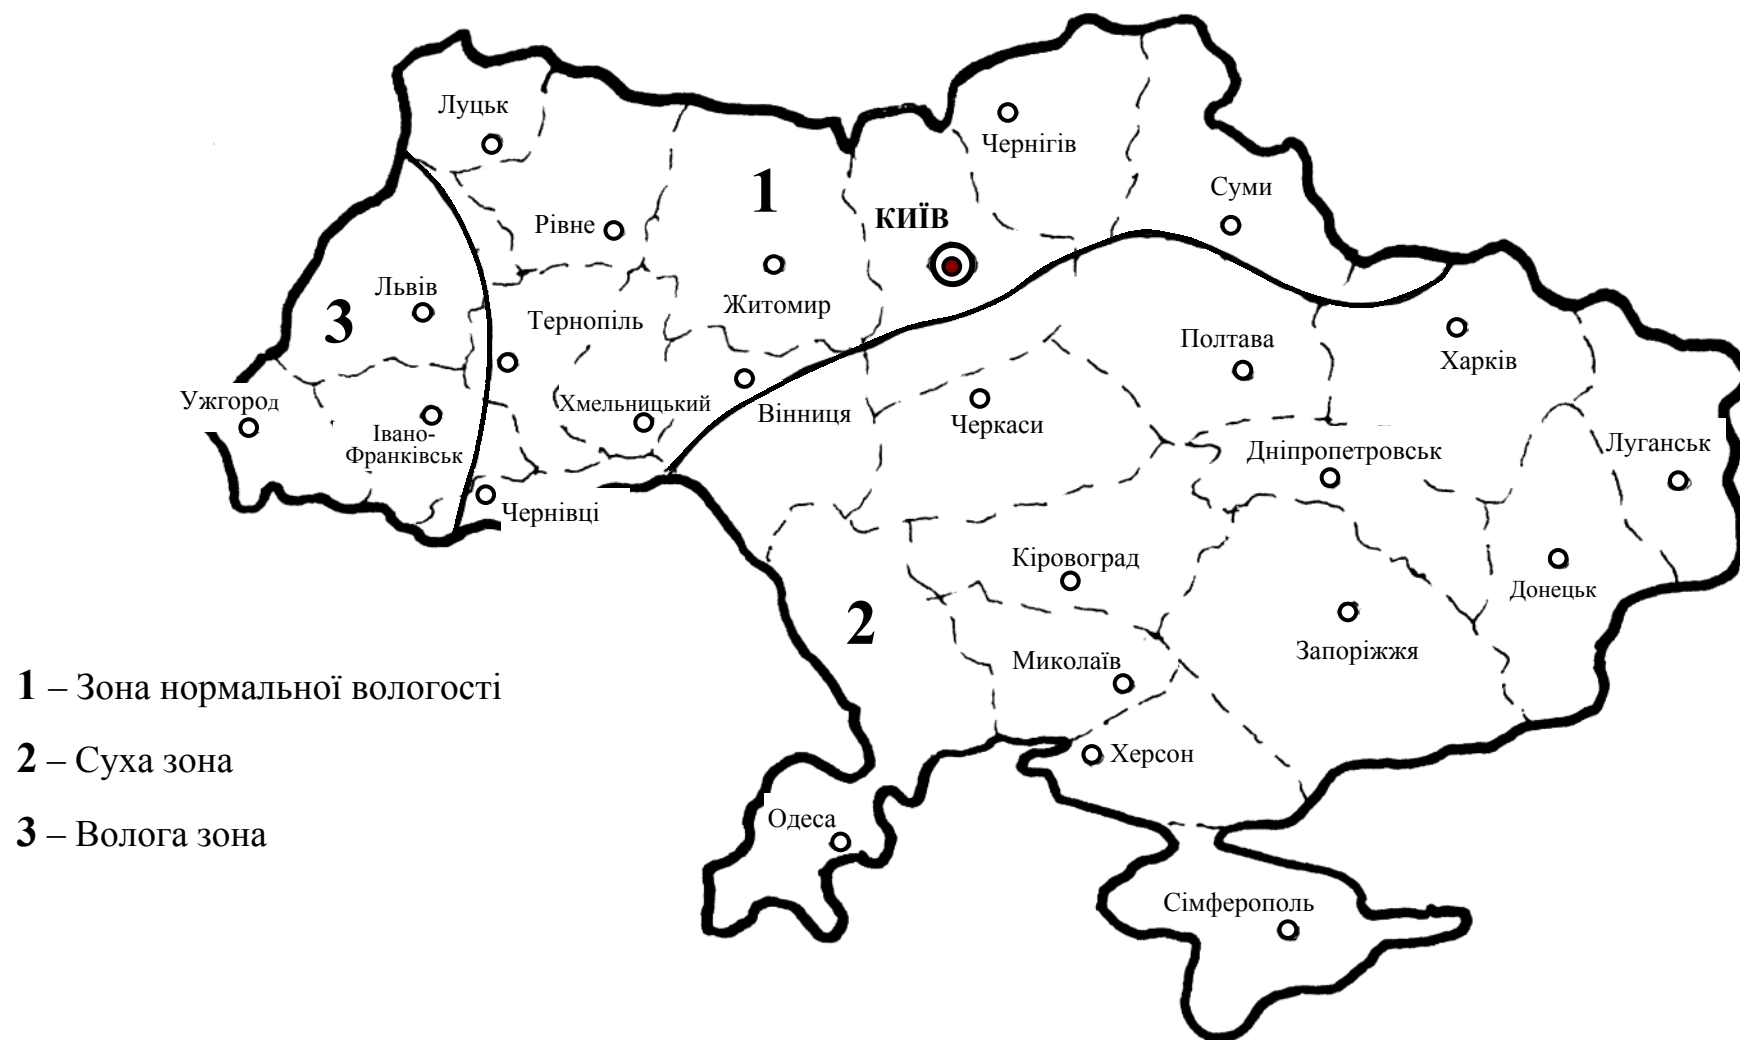 Луцьк
Чернігів
Суми
1
КИЇВ
Рівне
Львів
3
Тернопіль
Житомир
Полтава
Харків
Ужгород
Хмельницький
Вінниця
Черкаси
Івано-
Франківськ
Дніпропетровськ
Луганськ
Чернівці
Кіровоград
Донецьк
2
Миколаїв
Запоріжжя
Херсон
Одеса
Сімферополь
1 – Зона нормальної вологості
2 – Суха зона
3 – Волога зона